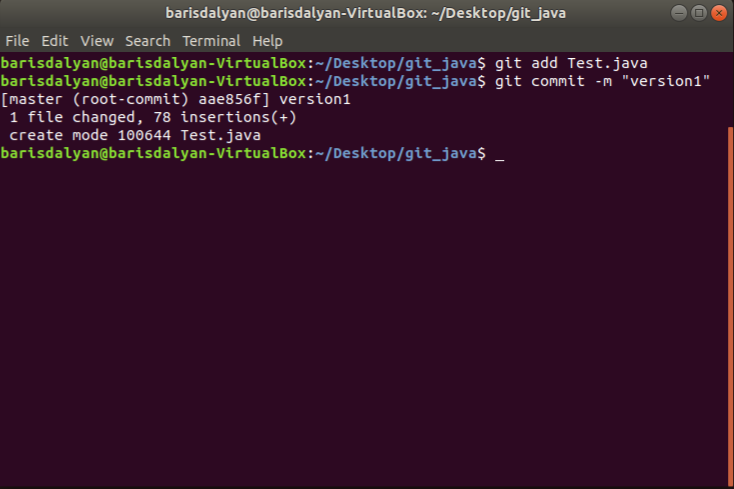 barisdalyan@barisdalyan-VirtualBox: ~/Desktop/git_java
File Edit View Search Terminal Help
barisdalyan@barisdalyan-VirtualBox:~/Desktop/git_java$ git add Test.java
barisdalyan@barisdalyan-VirtualBox:~/Desktop/git_java$ git commit -m "version1"
[master (root-commit) aae856f] version1
 1 file changed, 78 insertions(+)
 create mode 100644 Test.java
barisdalyan@barisdalyan-VirtualBox:~/Desktop/git_java$ _